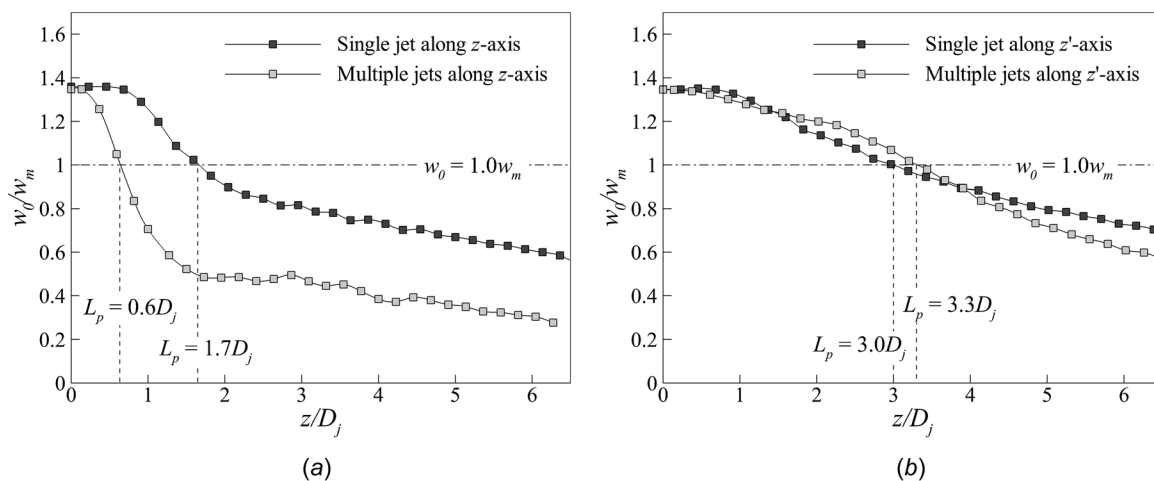 1.6
1.4
1.2
1
0.8
0.6
0.4
0.2
0
w₀/wₘ
Single jet along z-axis
Multiple jets along z-axis
w₀ = 1.0wₘ
Lₚ = 0.6Dⱼ
Lₚ = 1.7Dⱼ
0 1 2 3 4 5 6
z/Dⱼ
(a)
1.6
1.4
1.2
1
0.8
0.6
0.4
0.2
0
w₀/wₘ
Single jet along z'-axis
Multiple jets along z'-axis
w₀ = 1.0wₘ
Lₚ = 3.3Dⱼ
Lₚ = 3.0Dⱼ
0 1 2 3 4 5 6
z/Dⱼ
(b)